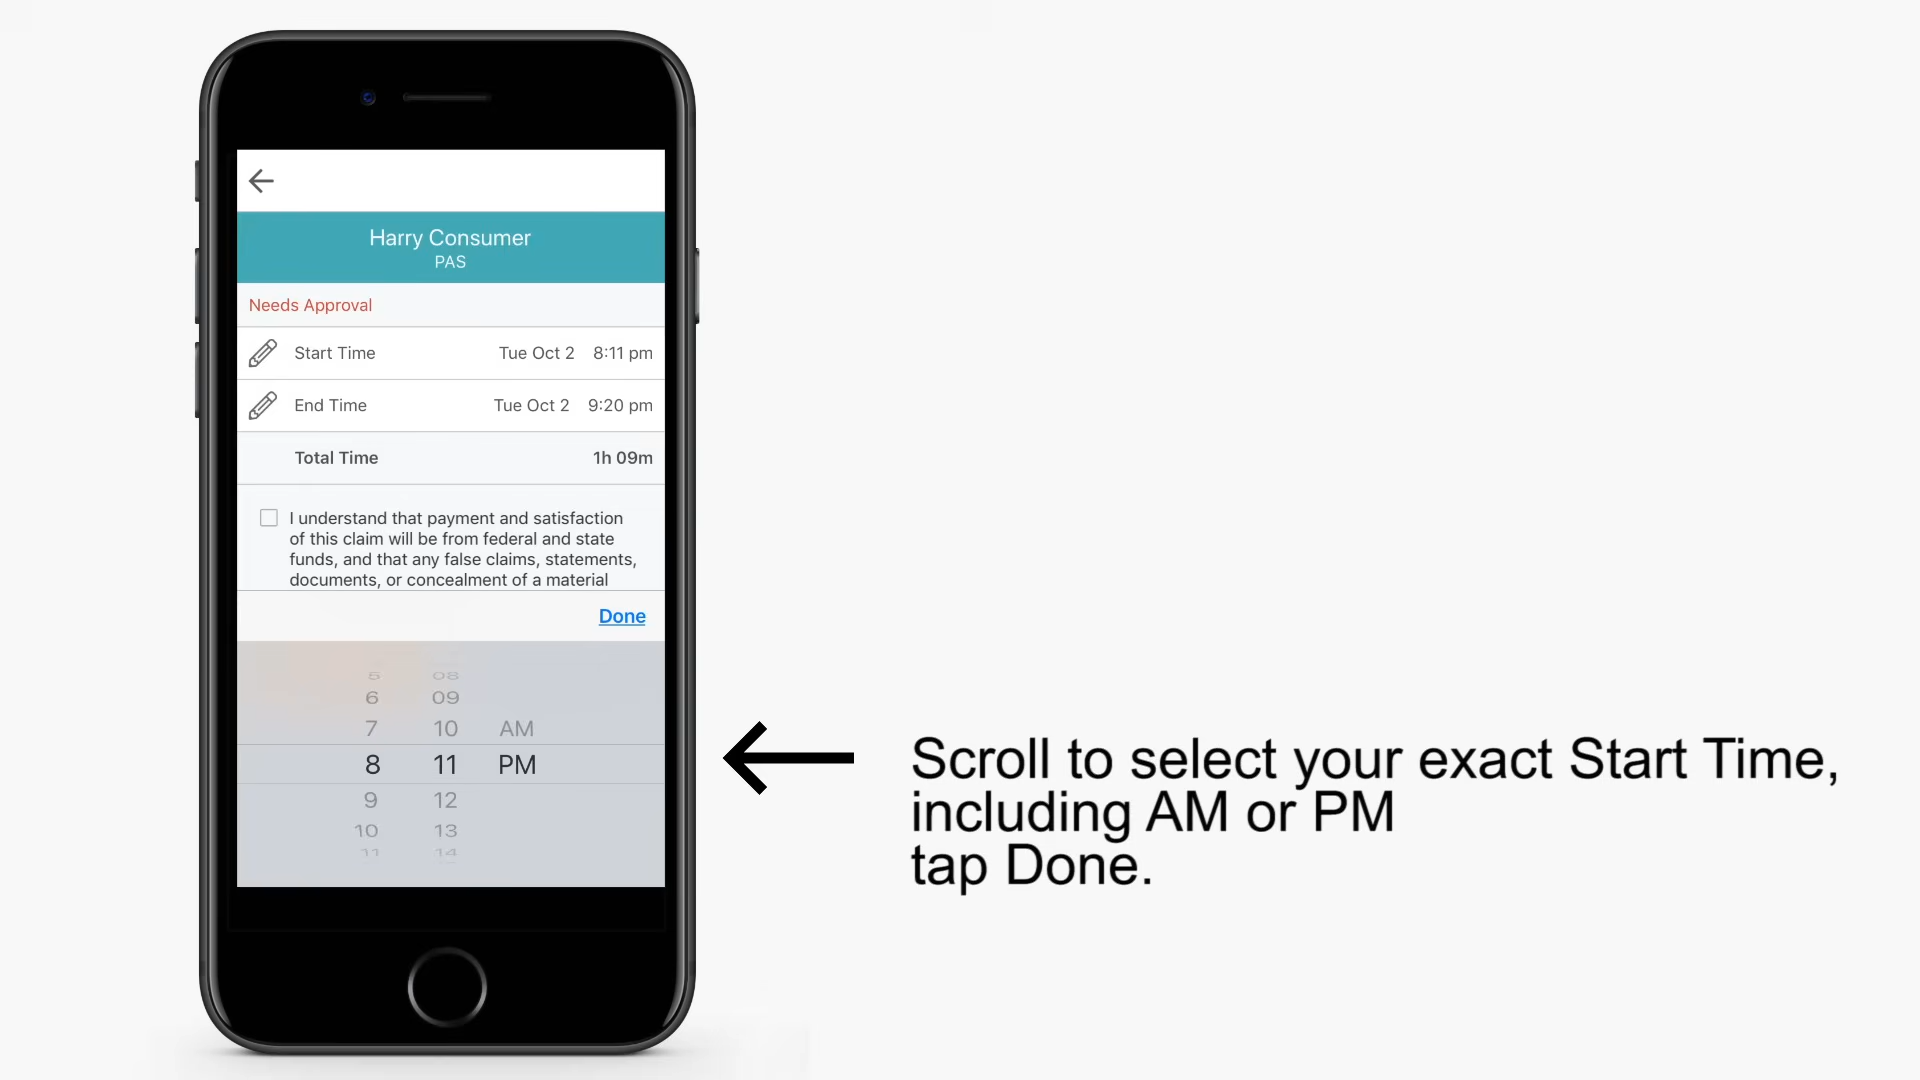 Harry Consumer
PAS
Needs Approval
Start Time Tue Oct 2 8:11 pm
End Time Tue Oct 2 9:20 pm
Total Time 1h 09m
I understand that payment and satisfaction
of this claim will be from federal and state
funds, and that any false claims, statements,
documents, or concealment of a material
Done
5 08
6 09
7 10 AM
8 11 PM
9 12
10 13
11 14
Scroll to select your exact Start Time,
including AM or PM
tap Done.